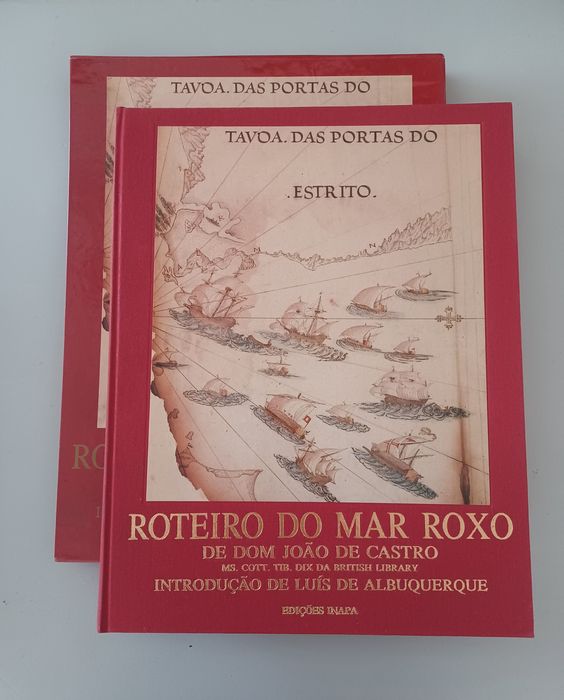 TAVOA. DAS PORTAS DO
RO
I
TAVOA. DAS PORTAS DO
.ESTRITO.
N
N
ROTEIRO DO MAR ROXO
DE DOM JOÃO DE CASTRO
MS. COTT. TIB. DIX DA BRITISH LIBRARY
INTRODUÇÃO DE LUÍS DE ALBUQUERQUE
EDIÇÕES INAPA